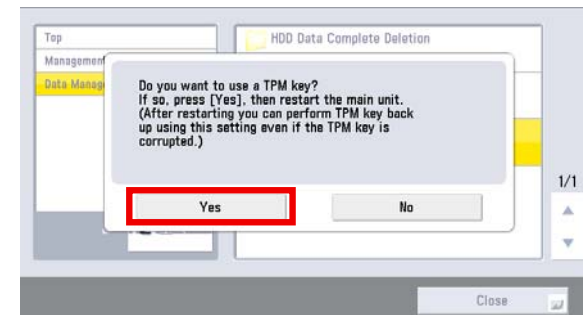 Top
HDD Data Complete Deletion
Management
Data Manag
Do you want to use a TPM key?
If so, press [Yes], then restart the main unit.
(After restarting you can perform TPM key back
up using this setting even if the TPM key is
corrupted.)
Yes
No
1/1
Close